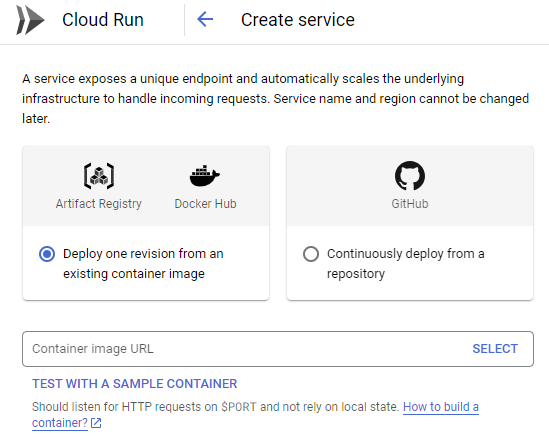 Cloud Run
Create service
A service exposes a unique endpoint and automatically scales the underlying
infrastructure to handle incoming requests. Service name and region cannot be changed
later.
Artifact Registry
Docker Hub
GitHub
Deploy one revision from an
existing container image
Continuously deploy from a
repository
Container image URL
SELECT
TEST WITH A SAMPLE CONTAINER
Should listen for HTTP requests on $PORT and not rely on local state. How to build a
container?